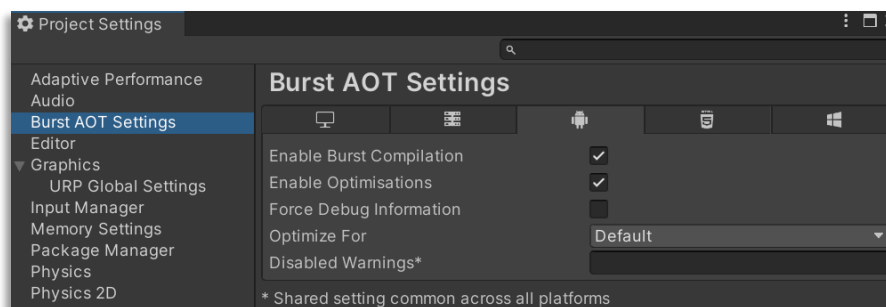 Project Settings
Adaptive Performance
Audio
Burst AOT Settings
Editor
Graphics
URP Global Settings
Input Manager
Memory Settings
Package Manager
Physics
Physics 2D
Burst AOT Settings
5
Enable Burst Compilation
Enable Optimisations
Force Debug Information
Optimize For Default
Disabled Warnings*
* Shared setting common across all platforms